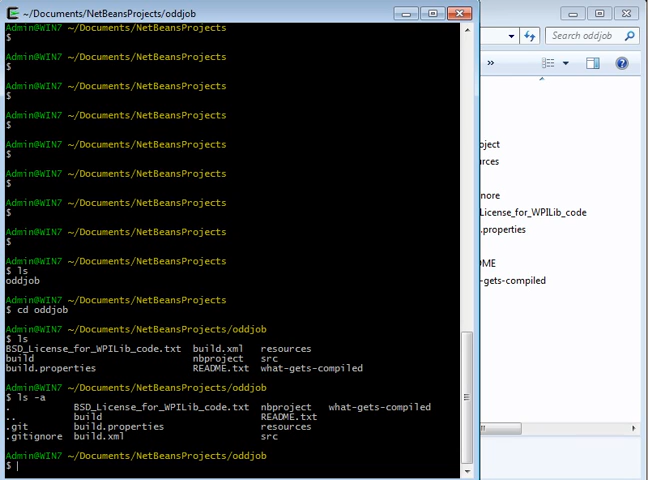 ~/Documents/NetBeansProjects/oddjob
Admin@WIN7 ~/Documents/NetBeansProjects
$
Admin@WIN7 ~/Documents/NetBeansProjects
$
Admin@WIN7 ~/Documents/NetBeansProjects
$
Admin@WIN7 ~/Documents/NetBeansProjects
$
Admin@WIN7 ~/Documents/NetBeansProjects
$
Admin@WIN7 ~/Documents/NetBeansProjects
$
Admin@WIN7 ~/Documents/NetBeansProjects
$
Admin@WIN7 ~/Documents/NetBeansProjects
$
Admin@WIN7 ~/Documents/NetBeansProjects
$ ls
oddjob
Admin@WIN7 ~/Documents/NetBeansProjects
$ cd oddjob
Admin@WIN7 ~/Documents/NetBeansProjects/oddjob
$ ls
BSD_License_for_WPILib_code.txt build.xml resources
build nbproject src
build.properties README.txt what-gets-compiled
Admin@WIN7 ~/Documents/NetBeansProjects/oddjob
$ ls -a
. BSD_License_for_WPILib_code.txt nbproject what-gets-compiled
.. build README.txt
.git build.properties resources
.gitignore build.xml src
Admin@WIN7 ~/Documents/NetBeansProjects/oddjob
$
Search oddjob
»
oject
urces
nore
License_for_WPILib_code
.properties
ME
-gets-compiled